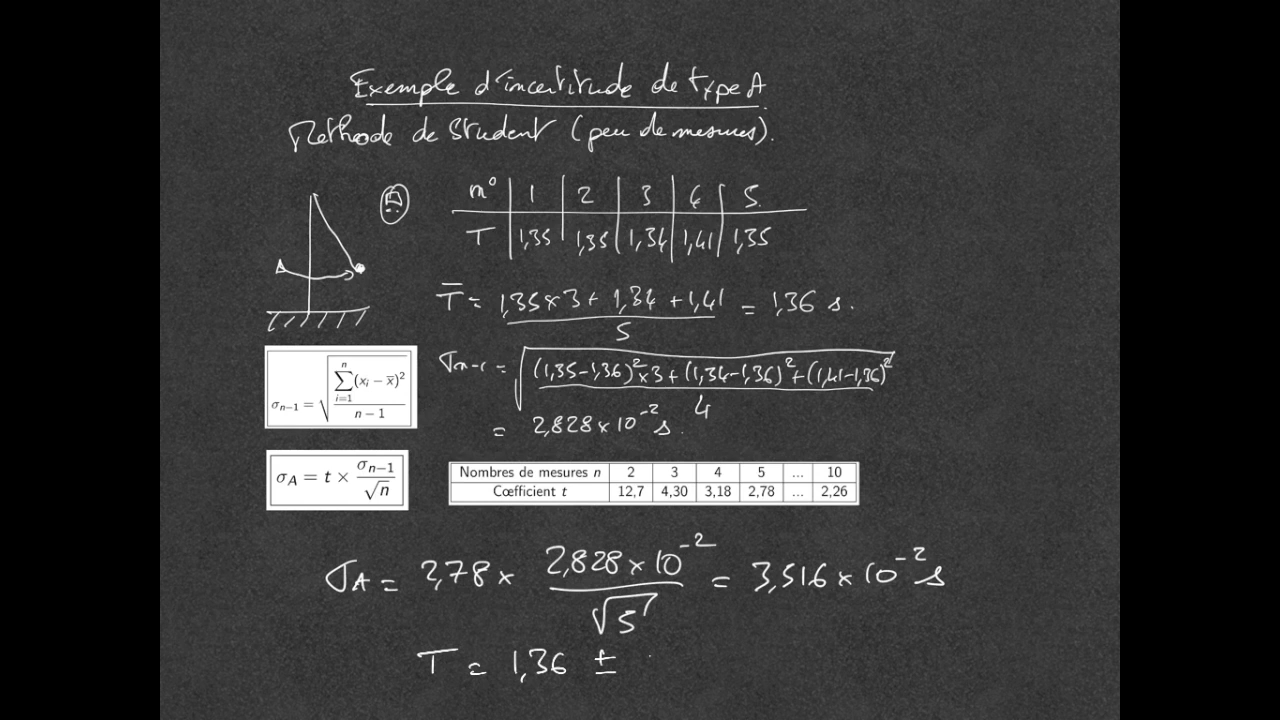 Exemple d'incertitude de type A
Méthode de Student (peu de mesures).
n° 1 2 3 4 5
T 1,35 1,35 1,34 1,41 1,35
T̅ = (1,35×3 + 1,34 + 1,41)/5 = 1,36 s.
σn-1 = √(∑(i=1 → n) (xi − x̅)² / (n − 1))
σn-1 = √(((1,35-1,36)²×3 + (1,34-1,36)² + (1,41-1,36)²)/4)
= 2,828 × 10⁻² s.
σA = t × σn−1/√n
Nombres de mesures n 2 3 4 5 ... 10
Cœfficient t 12,7 4,30 3,18 2,78 ... 2,26
σA = 2,78 × (2,828 × 10⁻²)/√5 = 3,516 × 10⁻² s
T = 1,36 ±